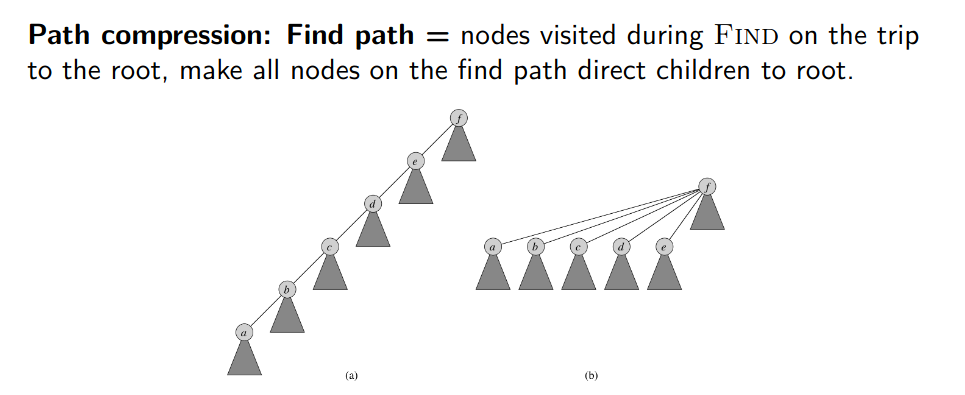 Path compression: Find path = nodes visited during FIND on the trip
to the root, make all nodes on the find path direct children to root.
f
e
d
c
b
a
f
a b c d e
(a) (b)